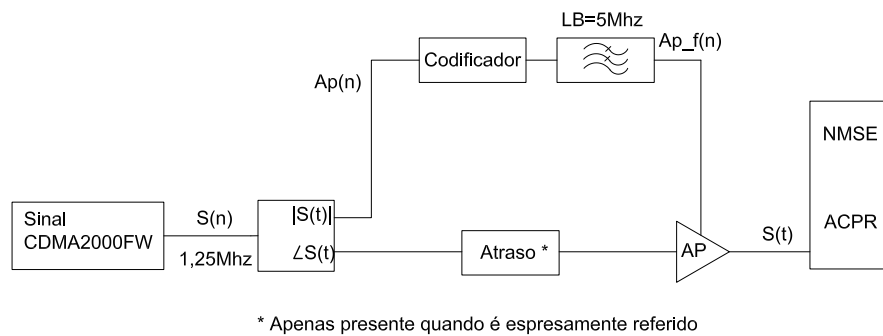 LB=5Mhz
Ap_f(n)
Codificador
Ap(n)
NMSE
Sinal
CDMA2000FW
S(n)
1,25Mhz
|S(t)|
∠S(t)
Atraso *
AP
S(t)
ACPR
* Apenas presente quando é espresamente referido